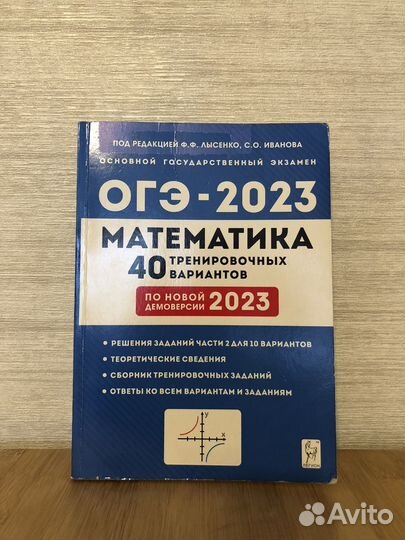 ПОД РЕДАКЦИЕЙ Ф.Ф. ЛЫСЕНКО, С.О. ИВАНОВА
ОСНОВНОЙ ГОСУДАРСТВЕННЫЙ ЭКЗАМЕН
ОГЭ - 2023
МАТЕМАТИКА
40 ТРЕНИРОВОЧНЫХ
ВАРИАНТОВ
ПО НОВОЙ
ДЕМОВЕРСИИ 2023
• РЕШЕНИЯ ЗАДАНИЙ ЧАСТИ 2 ДЛЯ 10 ВАРИАНТОВ
• ТЕОРЕТИЧЕСКИЕ СВЕДЕНИЯ
• СБОРНИК ТРЕНИРОВОЧНЫХ ЗАДАНИЙ
• ОТВЕТЫ КО ВСЕМ ВАРИАНТАМ И ЗАДАНИЯМ
y
x
ЛЕГИОН
Avito